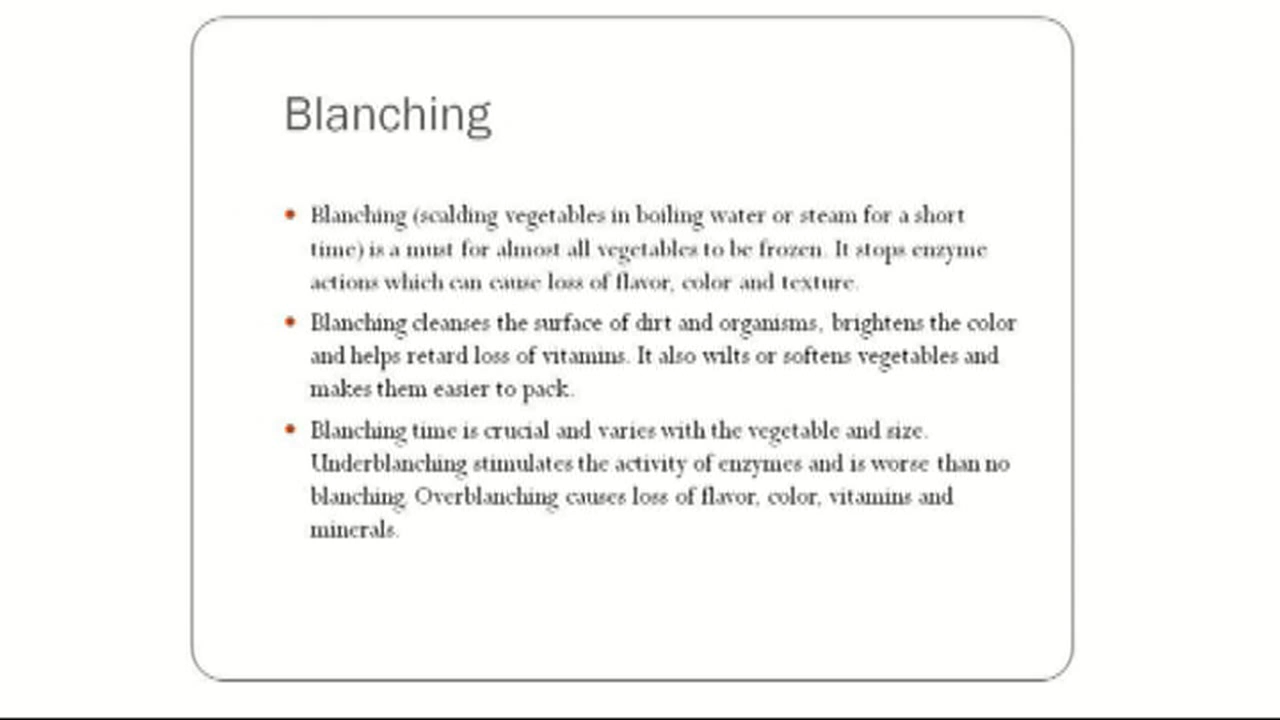 Blanching
• Blanching (scalding vegetables in boiling water or steam for a short
time) is a must for almost all vegetables to be frozen. It stops enzyme
actions which can cause loss of flavor, color and texture.
• Blanching cleanses the surface of dirt and organisms, brightens the color
and helps retard loss of vitamins. It also wilts or softens vegetables and
makes them easier to pack.
• Blanching time is crucial and varies with the vegetable and size.
Underblanching stimulates the activity of enzymes and is worse than no
blanching. Overblanching causes loss of flavor, color, vitamins and
minerals.